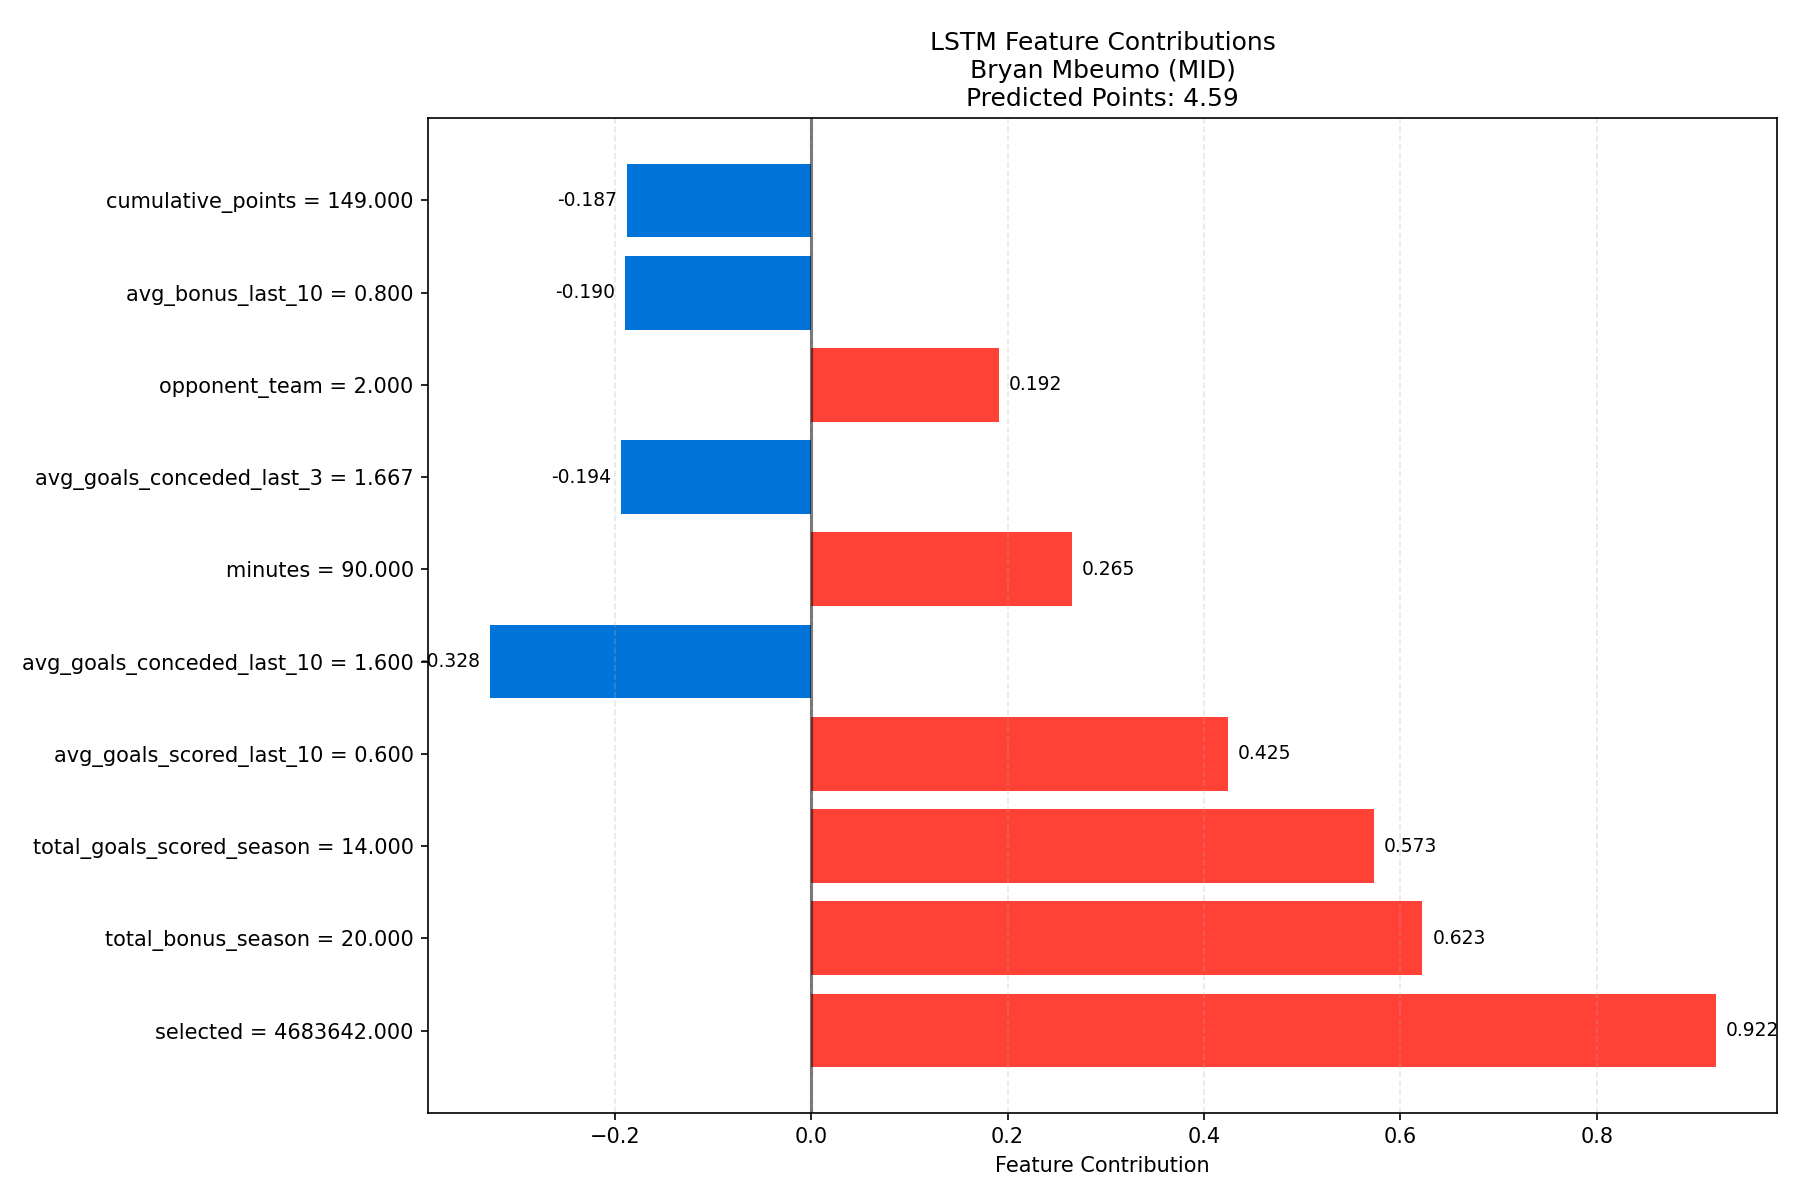 LSTM Feature Contributions
Bryan Mbeumo (MID)
Predicted Points: 4.59
cumulative_points = 149.000
-0.187
avg_bonus_last_10 = 0.800
-0.190
opponent_team = 2.000
0.192
avg_goals_conceded_last_3 = 1.667
-0.194
minutes = 90.000
0.265
avg_goals_conceded_last_10 = 1.600
-0.328
avg_goals_scored_last_10 = 0.600
0.425
total_goals_scored_season = 14.000
0.573
total_bonus_season = 20.000
0.623
selected = 4683642.000
0.922
−0.2 0.0 0.2 0.4 0.6 0.8
Feature Contribution